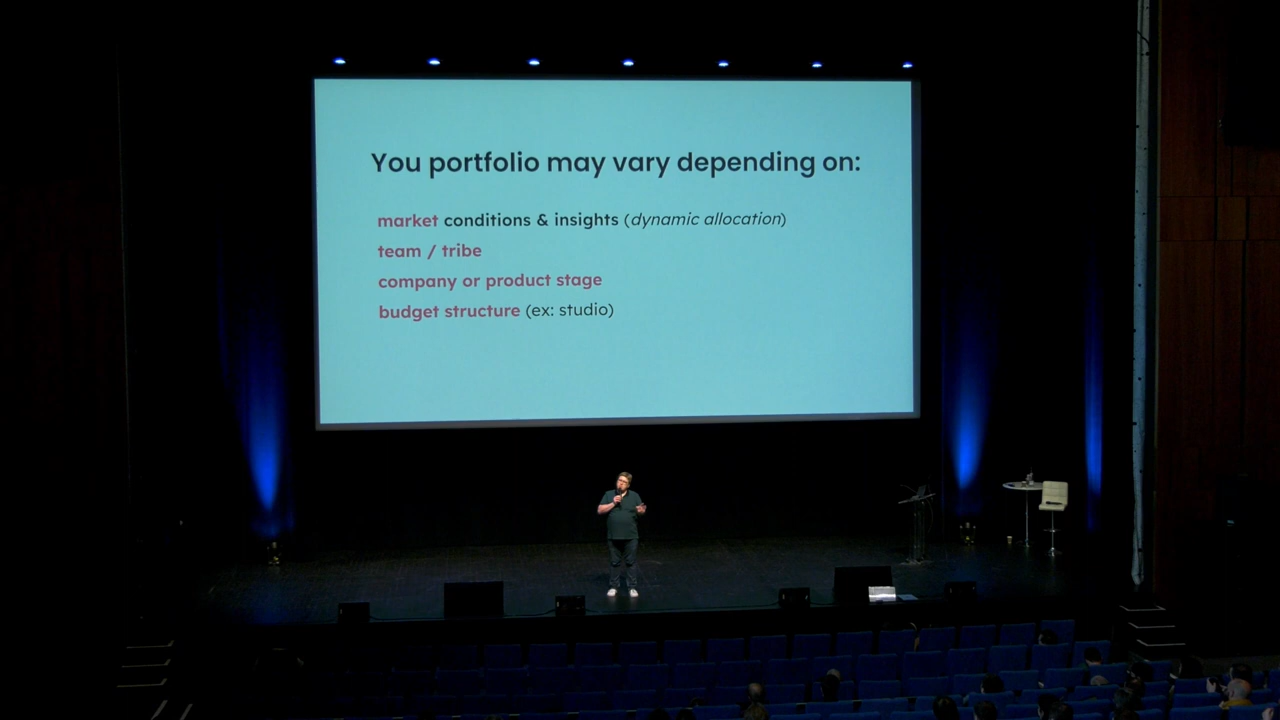 You portfolio may vary depending on:
market conditions & insights (dynamic allocation)
team / tribe
company or product stage
budget structure (ex: studio)